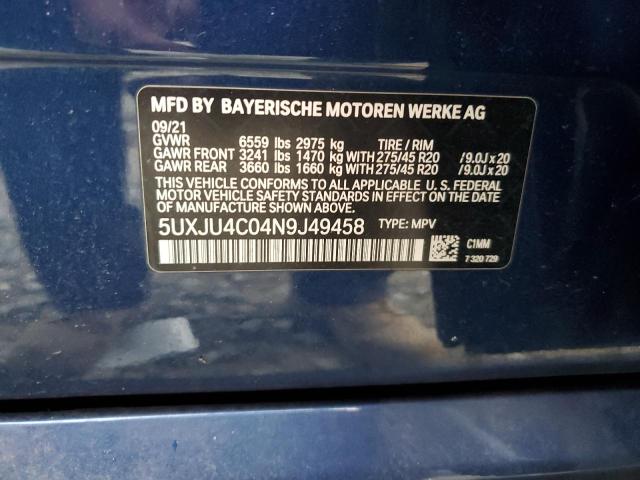 MFD BY BAYERISCHE MOTOREN WERKE AG
09/21
GVWR 6559 lbs 2975 kg TIRE / RIM
GAWR FRONT 3241 lbs 1470 kg WITH 275/45 R20 /9.0J x 20
GAWR REAR 3660 lbs 1660 kg WITH 275/45 R20 /9.0J x 20
THIS VEHICLE CONFORMS TO ALL APPLICABLE U. S. FEDERAL
MOTOR VEHICLE SAFETY STANDARDS IN EFFECT ON THE DATE
OF MANUFACTURE SHOWN ABOVE.
5UXJU4C04N9J49458 TYPE: MPV
C1MM
7 320 729